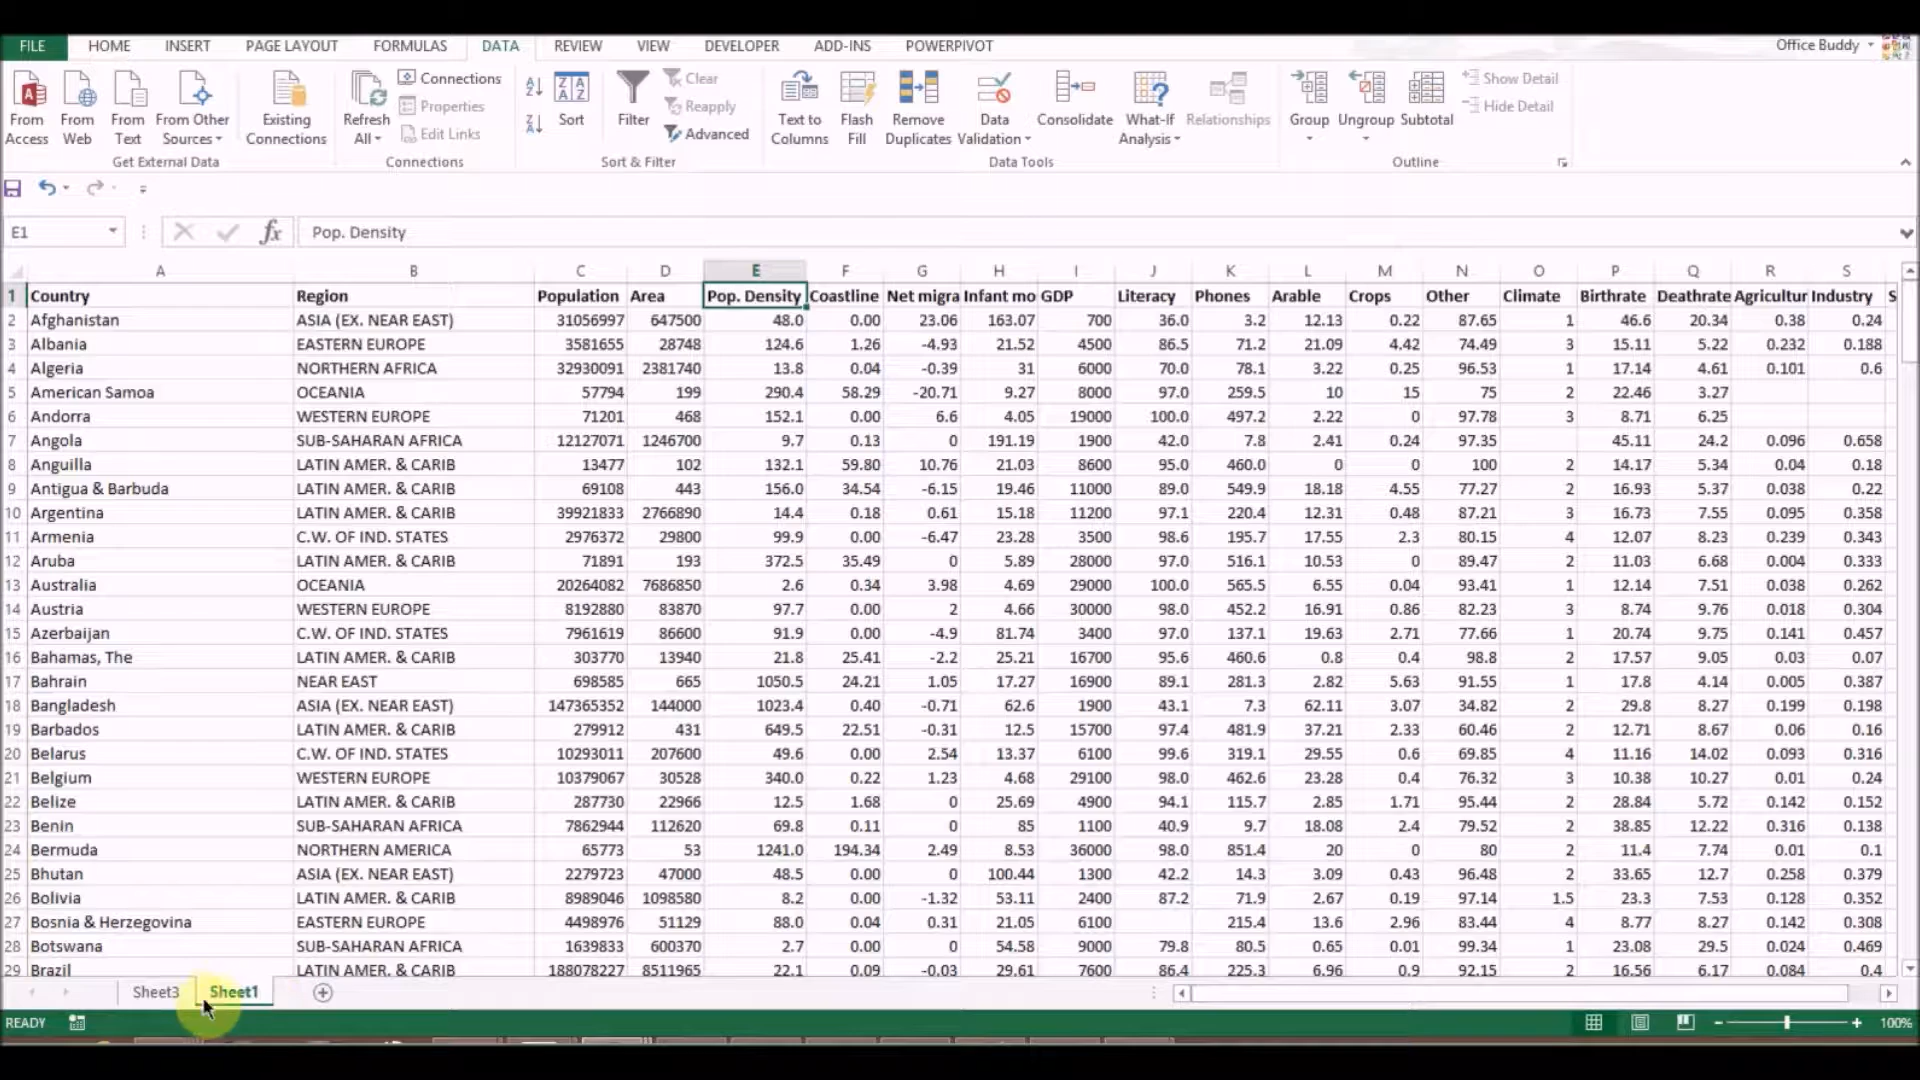 FILE HOME INSERT PAGE LAYOUT FORMULAS DATA REVIEW VIEW DEVELOPER ADD-INS POWERPIVOT Office Buddy
From Access From Web From Text From Other Sources Existing Connections Refresh All Connections Properties Edit Links Sort Filter Clear Reapply Advanced Text to Columns Flash Fill Remove Duplicates Data Validation Consolidate What-If Analysis Relationships Group Ungroup Subtotal Show Detail Hide Detail
Get External Data Connections Sort & Filter Data Tools Outline
E1 fx Pop. Density
A B C D E F G H I J K L M N O P Q R S
1 Country Region Population Area Pop. Density Coastline Net migra Infant mo GDP Literacy Phones Arable Crops Other Climate Birthrate Deathrate Agricultur Industry S
2 Afghanistan ASIA (EX. NEAR EAST) 31056997 647500 48.0 0.00 23.06 163.07 700 36.0 3.2 12.13 0.22 87.65 1 46.6 20.34 0.38 0.24
3 Albania EASTERN EUROPE 3581655 28748 124.6 1.26 -4.93 21.52 4500 86.5 71.2 21.09 4.42 74.49 3 15.11 5.22 0.232 0.188
4 Algeria NORTHERN AFRICA 32930091 2381740 13.8 0.04 -0.39 31 6000 70.0 78.1 3.22 0.25 96.53 1 17.14 4.61 0.101 0.6
5 American Samoa OCEANIA 57794 199 290.4 58.29 -20.71 9.27 8000 97.0 259.5 10 15 75 2 22.46 3.27
6 Andorra WESTERN EUROPE 71201 468 152.1 0.00 6.6 4.05 19000 100.0 497.2 2.22 0 97.78 3 8.71 6.25
7 Angola SUB-SAHARAN AFRICA 12127071 1246700 9.7 0.13 0 191.19 1900 42.0 7.8 2.41 0.24 97.35 45.11 24.2 0.096 0.658
8 Anguilla LATIN AMER. & CARIB 13477 102 132.1 59.80 10.76 21.03 8600 95.0 460.0 0 0 100 2 14.17 5.34 0.04 0.18
9 Antigua & Barbuda LATIN AMER. & CARIB 69108 443 156.0 34.54 -6.15 19.46 11000 89.0 549.9 18.18 4.55 77.27 2 16.93 5.37 0.038 0.22
10 Argentina LATIN AMER. & CARIB 39921833 2766890 14.4 0.18 0.61 15.18 11200 97.1 220.4 12.31 0.48 87.21 3 16.73 7.55 0.095 0.358
11 Armenia C.W. OF IND. STATES 2976372 29800 99.9 0.00 -6.47 23.28 3500 98.6 195.7 17.55 2.3 80.15 4 12.07 8.23 0.239 0.343
12 Aruba LATIN AMER. & CARIB 71891 193 372.5 35.49 0 5.89 28000 97.0 516.1 10.53 0 89.47 2 11.03 6.68 0.004 0.333
13 Australia OCEANIA 20264082 7686850 2.6 0.34 3.98 4.69 29000 100.0 565.5 6.55 0.04 93.41 1 12.14 7.51 0.038 0.262
14 Austria WESTERN EUROPE 8192880 83870 97.7 0.00 2 4.66 30000 98.0 452.2 16.91 0.86 82.23 3 8.74 9.76 0.018 0.304
15 Azerbaijan C.W. OF IND. STATES 7961619 86600 91.9 0.00 -4.9 81.74 3400 97.0 137.1 19.63 2.71 77.66 1 20.74 9.75 0.141 0.457
16 Bahamas, The LATIN AMER. & CARIB 303770 13940 21.8 25.41 -2.2 25.21 16700 95.6 460.6 0.8 0.4 98.8 2 17.57 9.05 0.03 0.07
17 Bahrain NEAR EAST 698585 665 1050.5 24.21 1.05 17.27 16900 89.1 281.3 2.82 5.63 91.55 1 17.8 4.14 0.005 0.387
18 Bangladesh ASIA (EX. NEAR EAST) 147365352 144000 1023.4 0.40 -0.71 62.6 1900 43.1 7.3 62.11 3.07 34.82 2 29.8 8.27 0.199 0.198
19 Barbados LATIN AMER. & CARIB 279912 431 649.5 22.51 -0.31 12.5 15700 97.4 481.9 37.21 2.33 60.46 2 12.71 8.67 0.06 0.16
20 Belarus C.W. OF IND. STATES 10293011 207600 49.6 0.00 2.54 13.37 6100 99.6 319.1 29.55 0.6 69.85 4 11.16 14.02 0.093 0.316
21 Belgium WESTERN EUROPE 10379067 30528 340.0 0.22 1.23 4.68 29100 98.0 462.6 23.28 0.4 76.32 3 10.38 10.27 0.01 0.24
22 Belize LATIN AMER. & CARIB 287730 22966 12.5 1.68 0 25.69 4900 94.1 115.7 2.85 1.71 95.44 2 28.84 5.72 0.142 0.152
23 Benin SUB-SAHARAN AFRICA 7862944 112620 69.8 0.11 0 85 1100 40.9 9.7 18.08 2.4 79.52 2 38.85 12.22 0.316 0.138
24 Bermuda NORTHERN AMERICA 65773 53 1241.0 194.34 2.49 8.53 36000 98.0 851.4 20 0 80 2 11.4 7.74 0.01 0.1
25 Bhutan ASIA (EX. NEAR EAST) 2279723 47000 48.5 0.00 0 100.44 1300 42.2 14.3 3.09 0.43 96.48 2 33.65 12.7 0.258 0.379
26 Bolivia LATIN AMER. & CARIB 8989046 1098580 8.2 0.00 -1.32 53.11 2400 87.2 71.9 2.67 0.19 97.14 1.5 23.3 7.53 0.128 0.352
27 Bosnia & Herzegovina EASTERN EUROPE 4498976 51129 88.0 0.04 0.31 21.05 6100 215.4 13.6 2.96 83.44 4 8.77 8.27 0.142 0.308
28 Botswana SUB-SAHARAN AFRICA 1639833 600370 2.7 0.00 0 54.58 9000 79.8 80.5 0.65 0.01 99.34 1 23.08 29.5 0.024 0.469
29 Brazil LATIN AMER. & CARIB 188078227 8511965 22.1 0.09 -0.03 29.61 7600 86.4 225.3 6.96 0.9 92.15 2 16.56 6.17 0.084 0.4
Sheet3 Sheet1
READY 100%